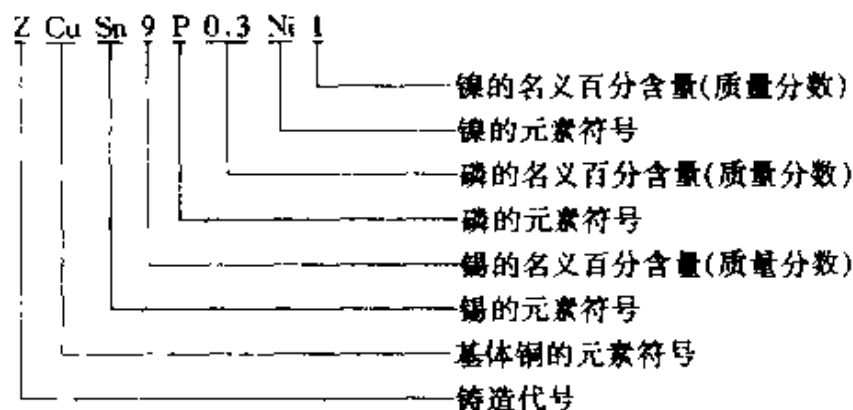 Z Cu Sn 9 P 0.3 Ni 1
镍的名义百分含量(质量分数)
镍的元素符号
磷的名义百分含量(质量分数)
磷的元素符号
锡的名义百分含量(质量分数)
锡的元素符号
基体铜的元素符号
铸造代号